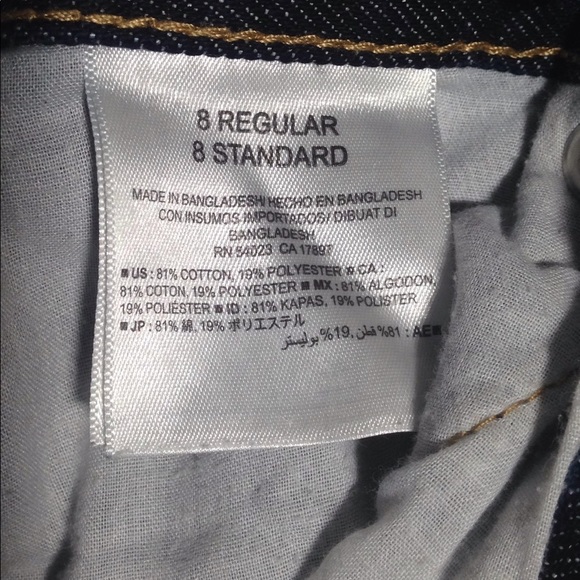 8 REGULAR
8 STANDARD
MADE IN BANGLADESH/HECHO EN BANGLADESH
CON INSUMOS IMPORTADOS/ DIBUAT DI
BANGLADESH
RN 54023 CA 17897
■ US : 81% COTTON, 19% POLYESTER ■ CA :
81% COTON, 19% POLYESTER ■ MX : 81% ALGODON,
19% POLIÉSTER ■ ID : 81% KAPAS, 19% POLISTER
■ JP : 81% 綿, 19% ポリエステル
■ AE : 81% قطن, 19% بوليستر